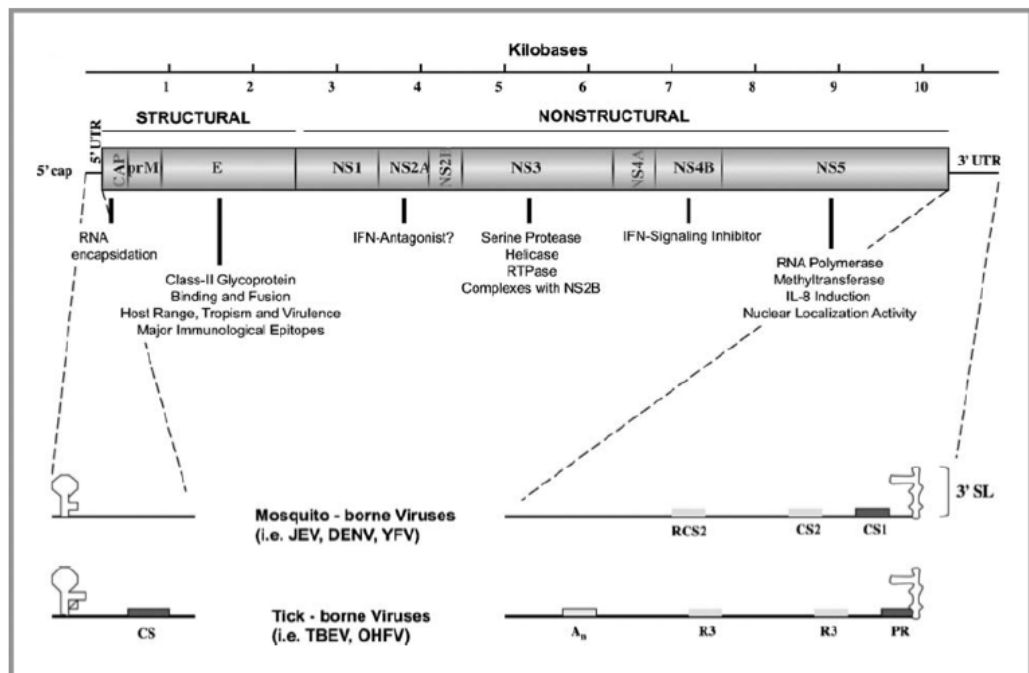 Kilobases
1 2 3 4 5 6 7 8 9 10
STRUCTURAL NONSTRUCTURAL
5' cap 5' UTR CAP prM E NS1 NS2A NS2B NS3 NS4A NS4B NS5 3' UTR
RNA
encapsidation
Class-II Glycoprotein
Binding and Fusion
Host Range, Tropism and Virulence
Major Immunological Epitopes
IFN-Antagonist?
Serine Protease
Helicase
RTPase
Complexes with NS2B
IFN-Signaling Inhibitor
RNA Polymerase
Methyltransferase
IL-8 Induction
Nuclear Localization Activity
3' SL
Mosquito - borne Viruses
(i.e. JEV, DENV, YFV)
RCS2 CS2 CS1
Tick - borne Viruses
(i.e. TBEV, OHFV)
CS An R3 R3 PR